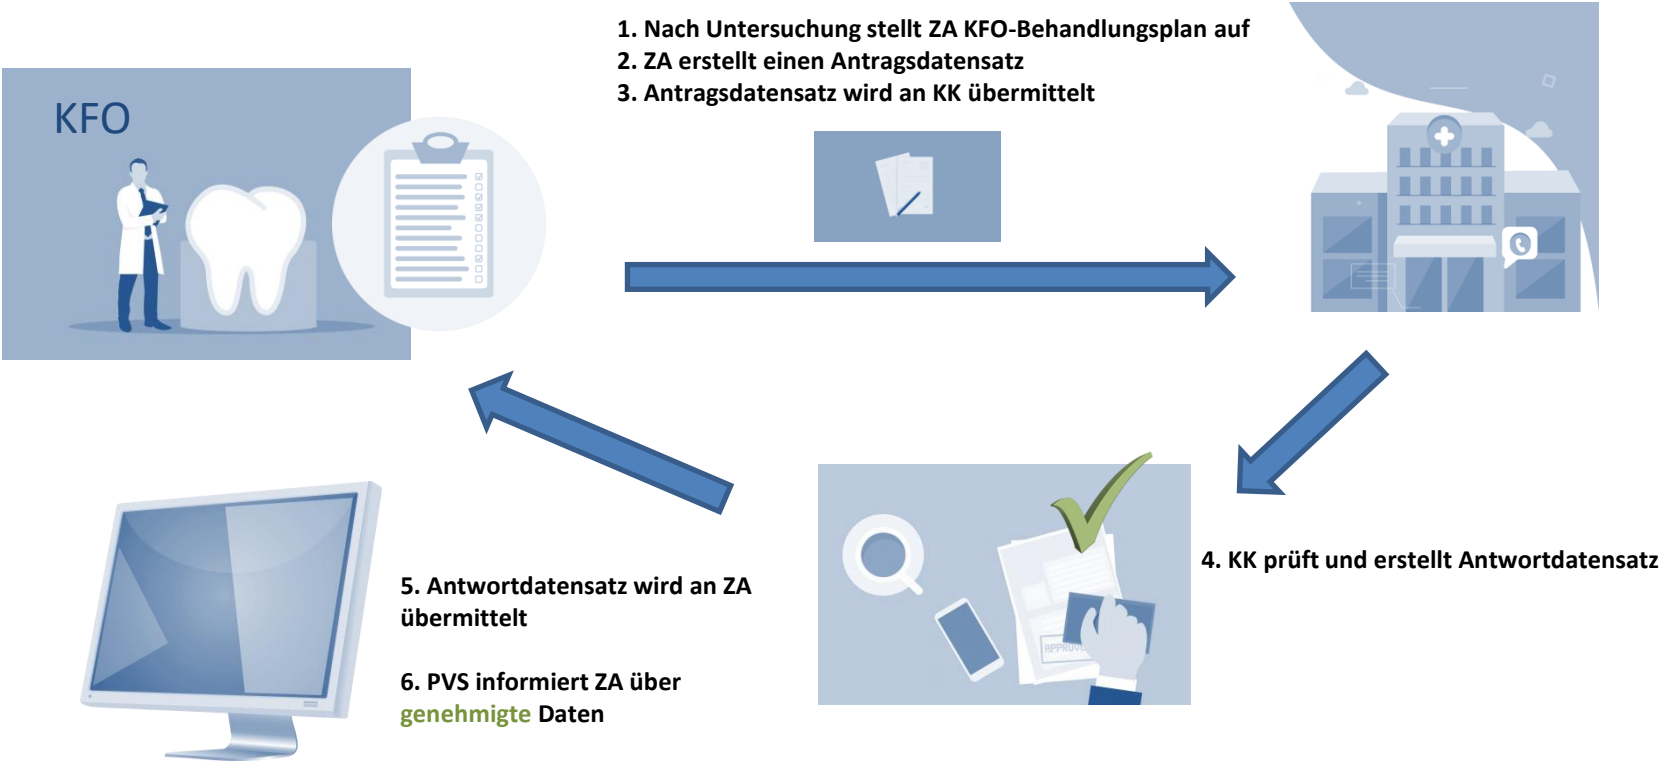 1. Nach Untersuchung stellt ZA KFO-Behandlungsplan auf
2. ZA erstellt einen Antragsdatensatz
3. Antragsdatensatz wird an KK übermittelt
KFO
4. KK prüft und erstellt Antwortdatensatz
APPROVE
5. Antwortdatensatz wird an ZA
übermittelt
6. PVS informiert ZA über
genehmigte Daten